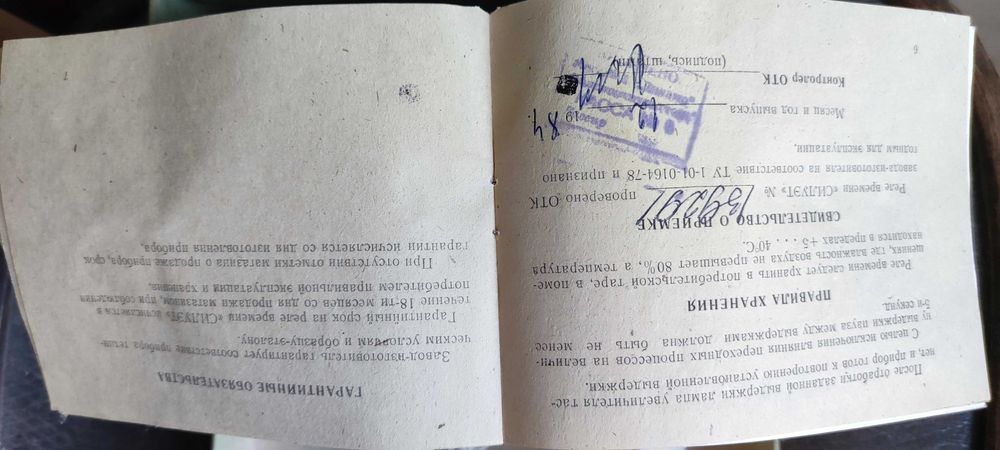 После отработки заданной выдержки лампа увеличителя гас-
нет, и прибор готов к повторению установленной выдержки.
С целью исключения влияния переходных процессов на величи-
ну выдержки пауза между выдержками должна быть не менее
5-и секунд.
ПРАВИЛА ХРАНЕНИЯ
Реле времени следует хранить в потребительской таре, в поме-
щениях, где влажность воздуха не превышает 80%, а температура
находится в пределах +5 . . . 40°С.
СВИДЕТЕЛЬСТВО О ПРИЕМКЕ
Реле времени «СИЛУЭТ» № проверено ОТК
завода-изготовителя на соответствие ТУ 1-01-0164-78 и признано
годным для эксплуатации.
Месяц и год выпуска 12 1984.
Контролер ОТК
(подпись, штамп)
6
ГАРАНТИЙНЫЕ ОБЯЗАТЕЛЬСТВА
Завод-изготовитель гарантирует соответствие прибора техни-
ческим условиям и образцу-эталону.
Гарантийный срок на реле времени «СИЛУЭТ» исчисляется в
течение 18-ти месяцев со дня продажи магазином, при соблюдении
потребителем правильной эксплуатации и хранения.
При отсутствии отметки магазина о продаже прибора, срок
гарантии исчисляется со дня изготовления прибора.
7